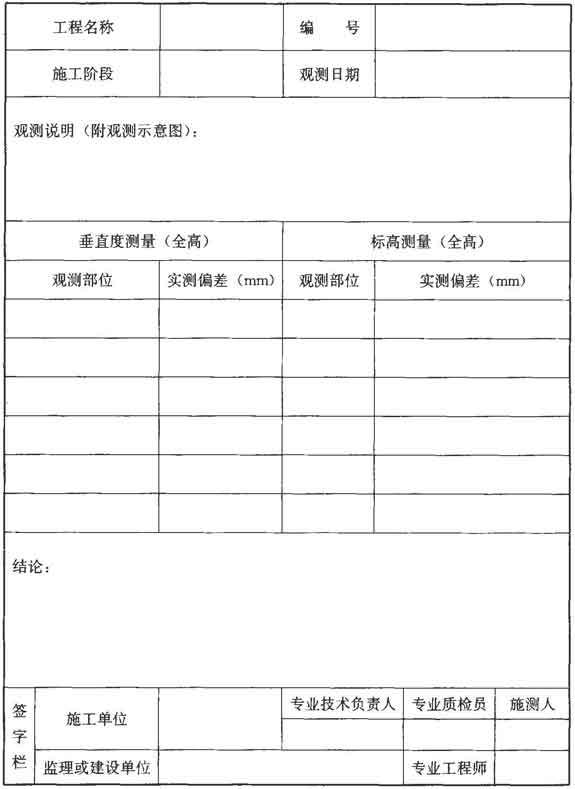 工程名称 编 号
施工阶段 观测日期
观测说明（附观测示意图）：
垂直度测量（全高） 标高测量（全高）
观测部位 实测偏差（mm） 观测部位 实测偏差（mm）
结论：
签字栏 施工单位 专业技术负责人 专业质检员 施测人
监理或建设单位 专业工程师